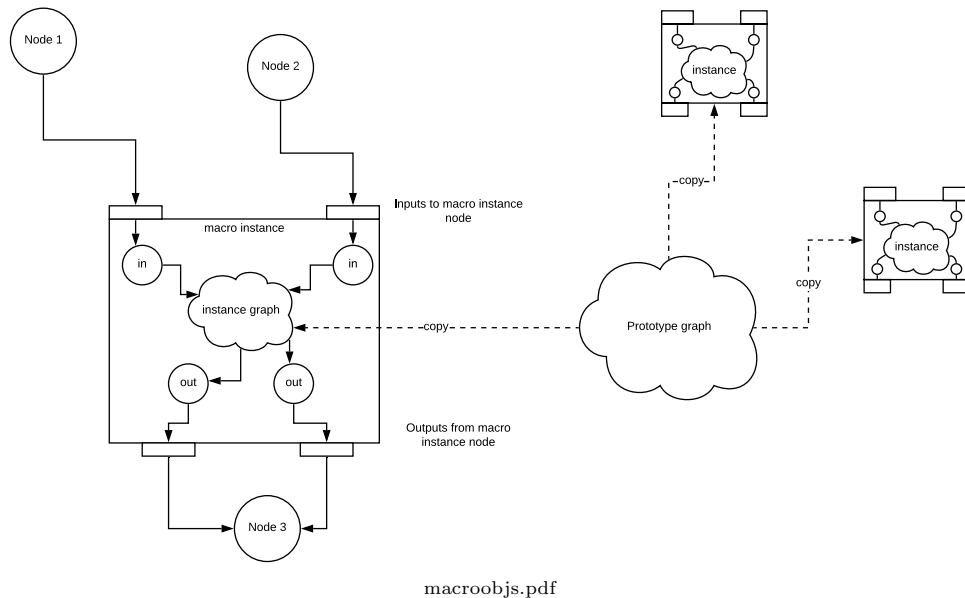 Node 1
Node 2
instance
copy
Inputs to macro instance
node
macro instance
in
in
instance
copy
instance graph
copy
Prototype graph
out
out
Outputs from macro
instance node
Node 3
macroobjs.pdf